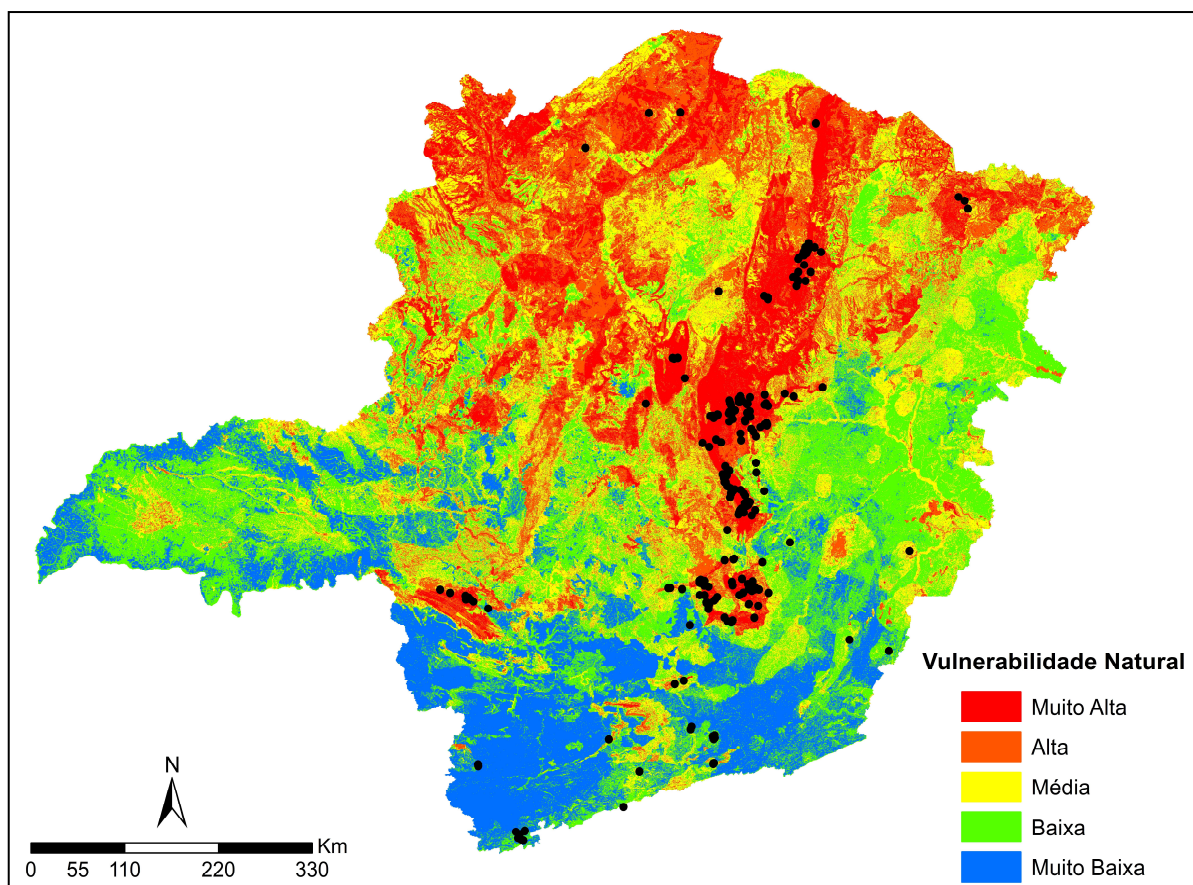 Vulnerabilidade Natural
Muito Alta
Alta
Média
Baixa
Muito Baixa
N
Km
0 55 110 220 330